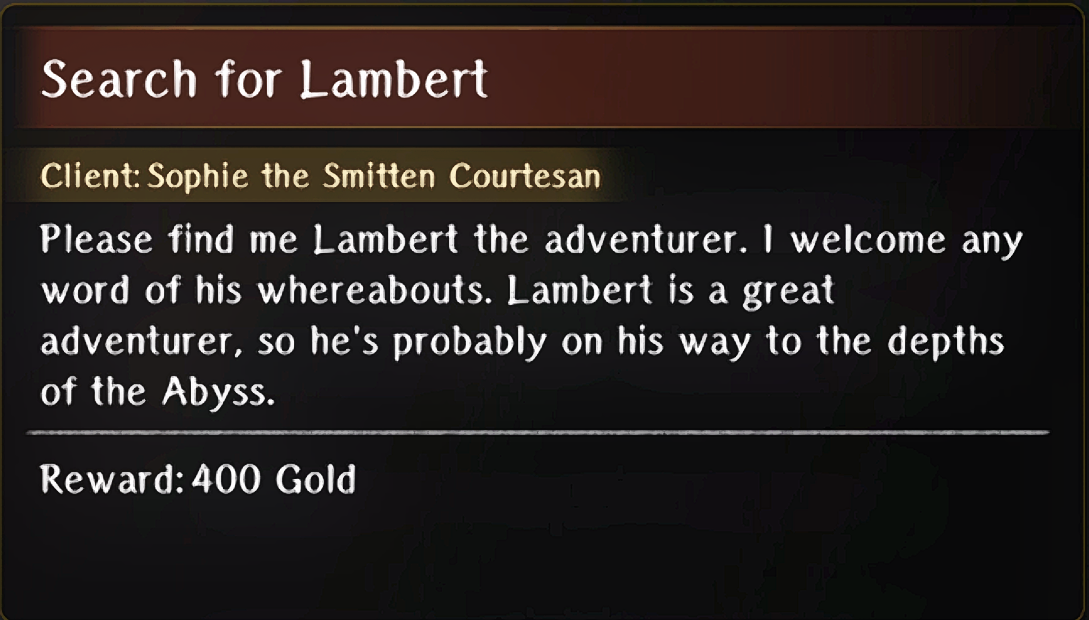 Search for Lambert
Client: Sophie the Smitten Courtesan
Please find me Lambert the adventurer. I welcome any
word of his whereabouts. Lambert is a great
adventurer, so he's probably on his way to the depths
of the Abyss.
Reward: 400 Gold